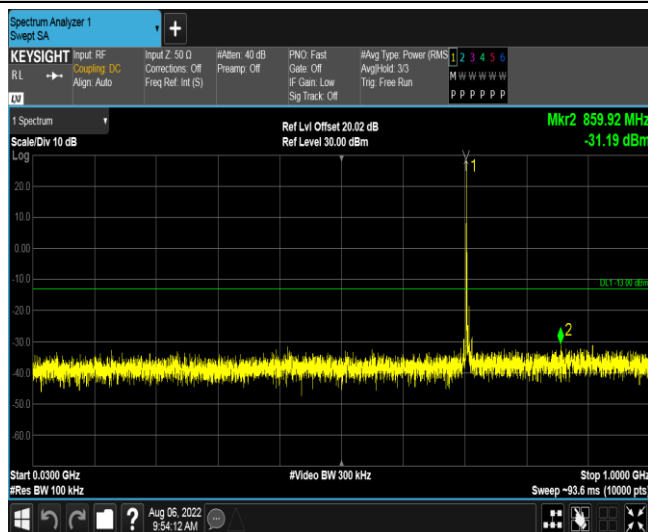 Spectrum Analyzer 1
Swept SA
+
KEYSIGHT
RL
Input: RF
Coupling: DC
Align: Auto
Input Z: 50 Ω
Corrections: Off
Freq Ref: Int (S)
#Atten: 40 dB
Preamp: Off
PNO: Fast
Gate: Off
IF Gain: Low
Sig Track: Off
#Avg Type: Power (RMS
Avg|Hold: 3/3
Trig: Free Run
1 2 3 4 5 6
M W W W W W
P P P P P P
LXI
1 Spectrum
Scale/Div 10 dB
Ref Lvl Offset 20.02 dB
Ref Level 30.00 dBm
Mkr2 859.92 MHz
-31.19 dBm
Log
1
20.0
10.0
0.00
-10.0
DL1 -13.00 dBm
-20.0
2
-30.0
-40.0
-50.0
-60.0
Start 0.0300 GHz
#Res BW 100 kHz
#Video BW 300 kHz
Stop 1.0000 GHz
Sweep ~93.6 ms (10000 pts)
?
Aug 06, 2022
9:54:12 AM